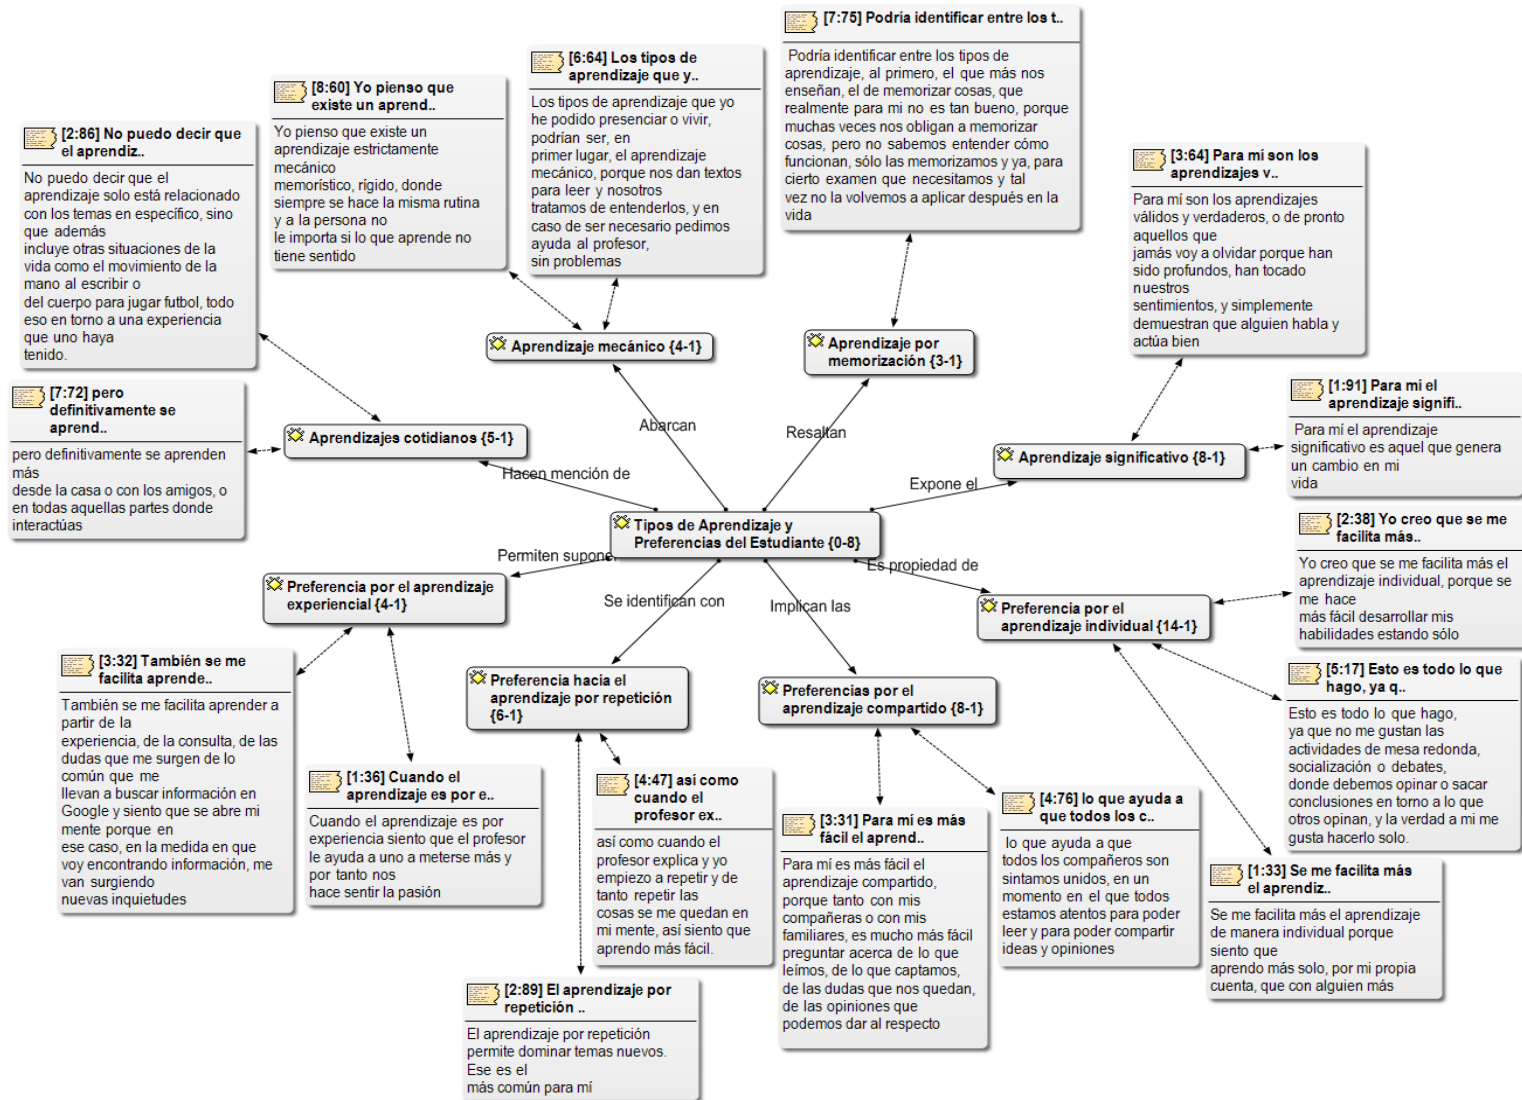 [7:75] Podría identificar entre los t..
Podría identificar entre los tipos de
aprendizaje, al primero, el que más nos
enseñan, el de memorizar cosas, que
realmente para mi no es tan bueno, porque
muchas veces nos obligan a memorizar
cosas, pero no sabemos entender cómo
funcionan, sólo las memorizamos y ya, para
cierto examen que necesitamos y tal
vez no la volvemos a aplicar después en la
vida
[6:64] Los tipos de
aprendizaje que y..
Los tipos de aprendizaje que yo
he podido presenciar o vivir,
podrían ser, en
primer lugar, el aprendizaje
mecánico, porque nos dan textos
para leer y nosotros
tratamos de entenderlos, y en
caso de ser necesario pedimos
ayuda al profesor,
sin problemas
[8:60] Yo pienso que
existe un aprend..
Yo pienso que existe un
aprendizaje estrictamente
mecánico
memorístico, rígido, donde
siempre se hace la misma rutina
y a la persona no
le importa si lo que aprende no
tiene sentido
[2:86] No puedo decir que
el aprendiz..
No puedo decir que el
aprendizaje solo está relacionado
con los temas en específico, sino
que además
incluye otras situaciones de la
vida como el movimiento de la
mano al escribir o
del cuerpo para jugar futbol, todo
eso en torno a una experiencia
que uno haya
tenido.
[3:64] Para mí son los
aprendizajes v..
Para mí son los aprendizajes
válidos y verdaderos, o de pronto
aquellos que
jamás voy a olvidar porque han
sido profundos, han tocado
nuestros
sentimientos, y simplemente
demuestran que alguien habla y
actúa bien
Aprendizaje mecánico {4-1}
Aprendizaje por
memorización {3-1}
[7:72] pero
definitivamente se
aprend..
pero definitivamente se aprenden
más
desde la casa o con los amigos, o
en todas aquellas partes donde
interactúas
Aprendizajes cotidianos {5-1}
Abarcan
Resaltan
[1:91] Para mí el
aprendizaje signifi..
Para mí el aprendizaje
significativo es aquel que genera
un cambio en mi
vida
Aprendizaje significativo {8-1}
Hacen mención de
Expone el
Tipos de Aprendizaje y
Preferencias del Estudiante {0-8}
Permiten suponer
Es propiedad de
Se identifican con
Implican las
Preferencia por el aprendizaje
experiencial {4-1}
Preferencia por el
aprendizaje individual {14-1}
[2:38] Yo creo que se me
facilita más..
Yo creo que se me facilita más el
aprendizaje individual, porque se
me hace
más fácil desarrollar mis
habilidades estando sólo
Preferencia hacia el
aprendizaje por repetición
{6-1}
Preferencias por el
aprendizaje compartido {8-1}
[3:32] También se me
facilita aprende..
También se me facilita aprender a
partir de la
experiencia, de la consulta, de las
dudas que me surgen de lo
común que me
llevan a buscar información en
Google y siento que se abre mi
mente porque en
ese caso, en la medida en que
voy encontrando información, me
van surgiendo
nuevas inquietudes
[5:17] Esto es todo lo que
hago, ya q..
Esto es todo lo que hago,
ya que no me gustan las
actividades de mesa redonda,
socialización o debates,
donde debemos opinar o sacar
conclusiones en torno a lo que
otros opinan, y la verdad a mi me
gusta hacerlo solo.
[1:36] Cuando el
aprendizaje es por e..
Cuando el aprendizaje es por
experiencia siento que el profesor
le ayuda a uno a meterse más y
por tanto nos
hace sentir la pasión
[4:47] así como
cuando el
profesor ex..
así como cuando el
profesor explica y yo
empiezo a repetir y de
tanto repetir las
cosas se me quedan en
mi mente, así siento que
aprendo más fácil.
[3:31] Para mí es más
fácil el aprend..
Para mí es más fácil el
aprendizaje compartido,
porque tanto con mis
compañeras o con mis
familiares, es mucho más fácil
preguntar acerca de lo que
leímos, de lo que captamos,
de las dudas que nos quedan,
de las opiniones que
podemos dar al respecto
[4:76] lo que ayuda a
que todos los c..
lo que ayuda a que
todos los compañeros son
sintamos unidos, en un
momento en el que todos
estamos atentos para poder
leer y para poder compartir
ideas y opiniones
[1:33] Se me facilita más
el aprendiz..
Se me facilita más el aprendizaje
de manera individual porque
siento que
aprendo más solo, por mi propia
cuenta, que con alguien más
[2:89] El aprendizaje por
repetición ..
El aprendizaje por repetición
permite dominar temas nuevos.
Ese es el
más común para mí